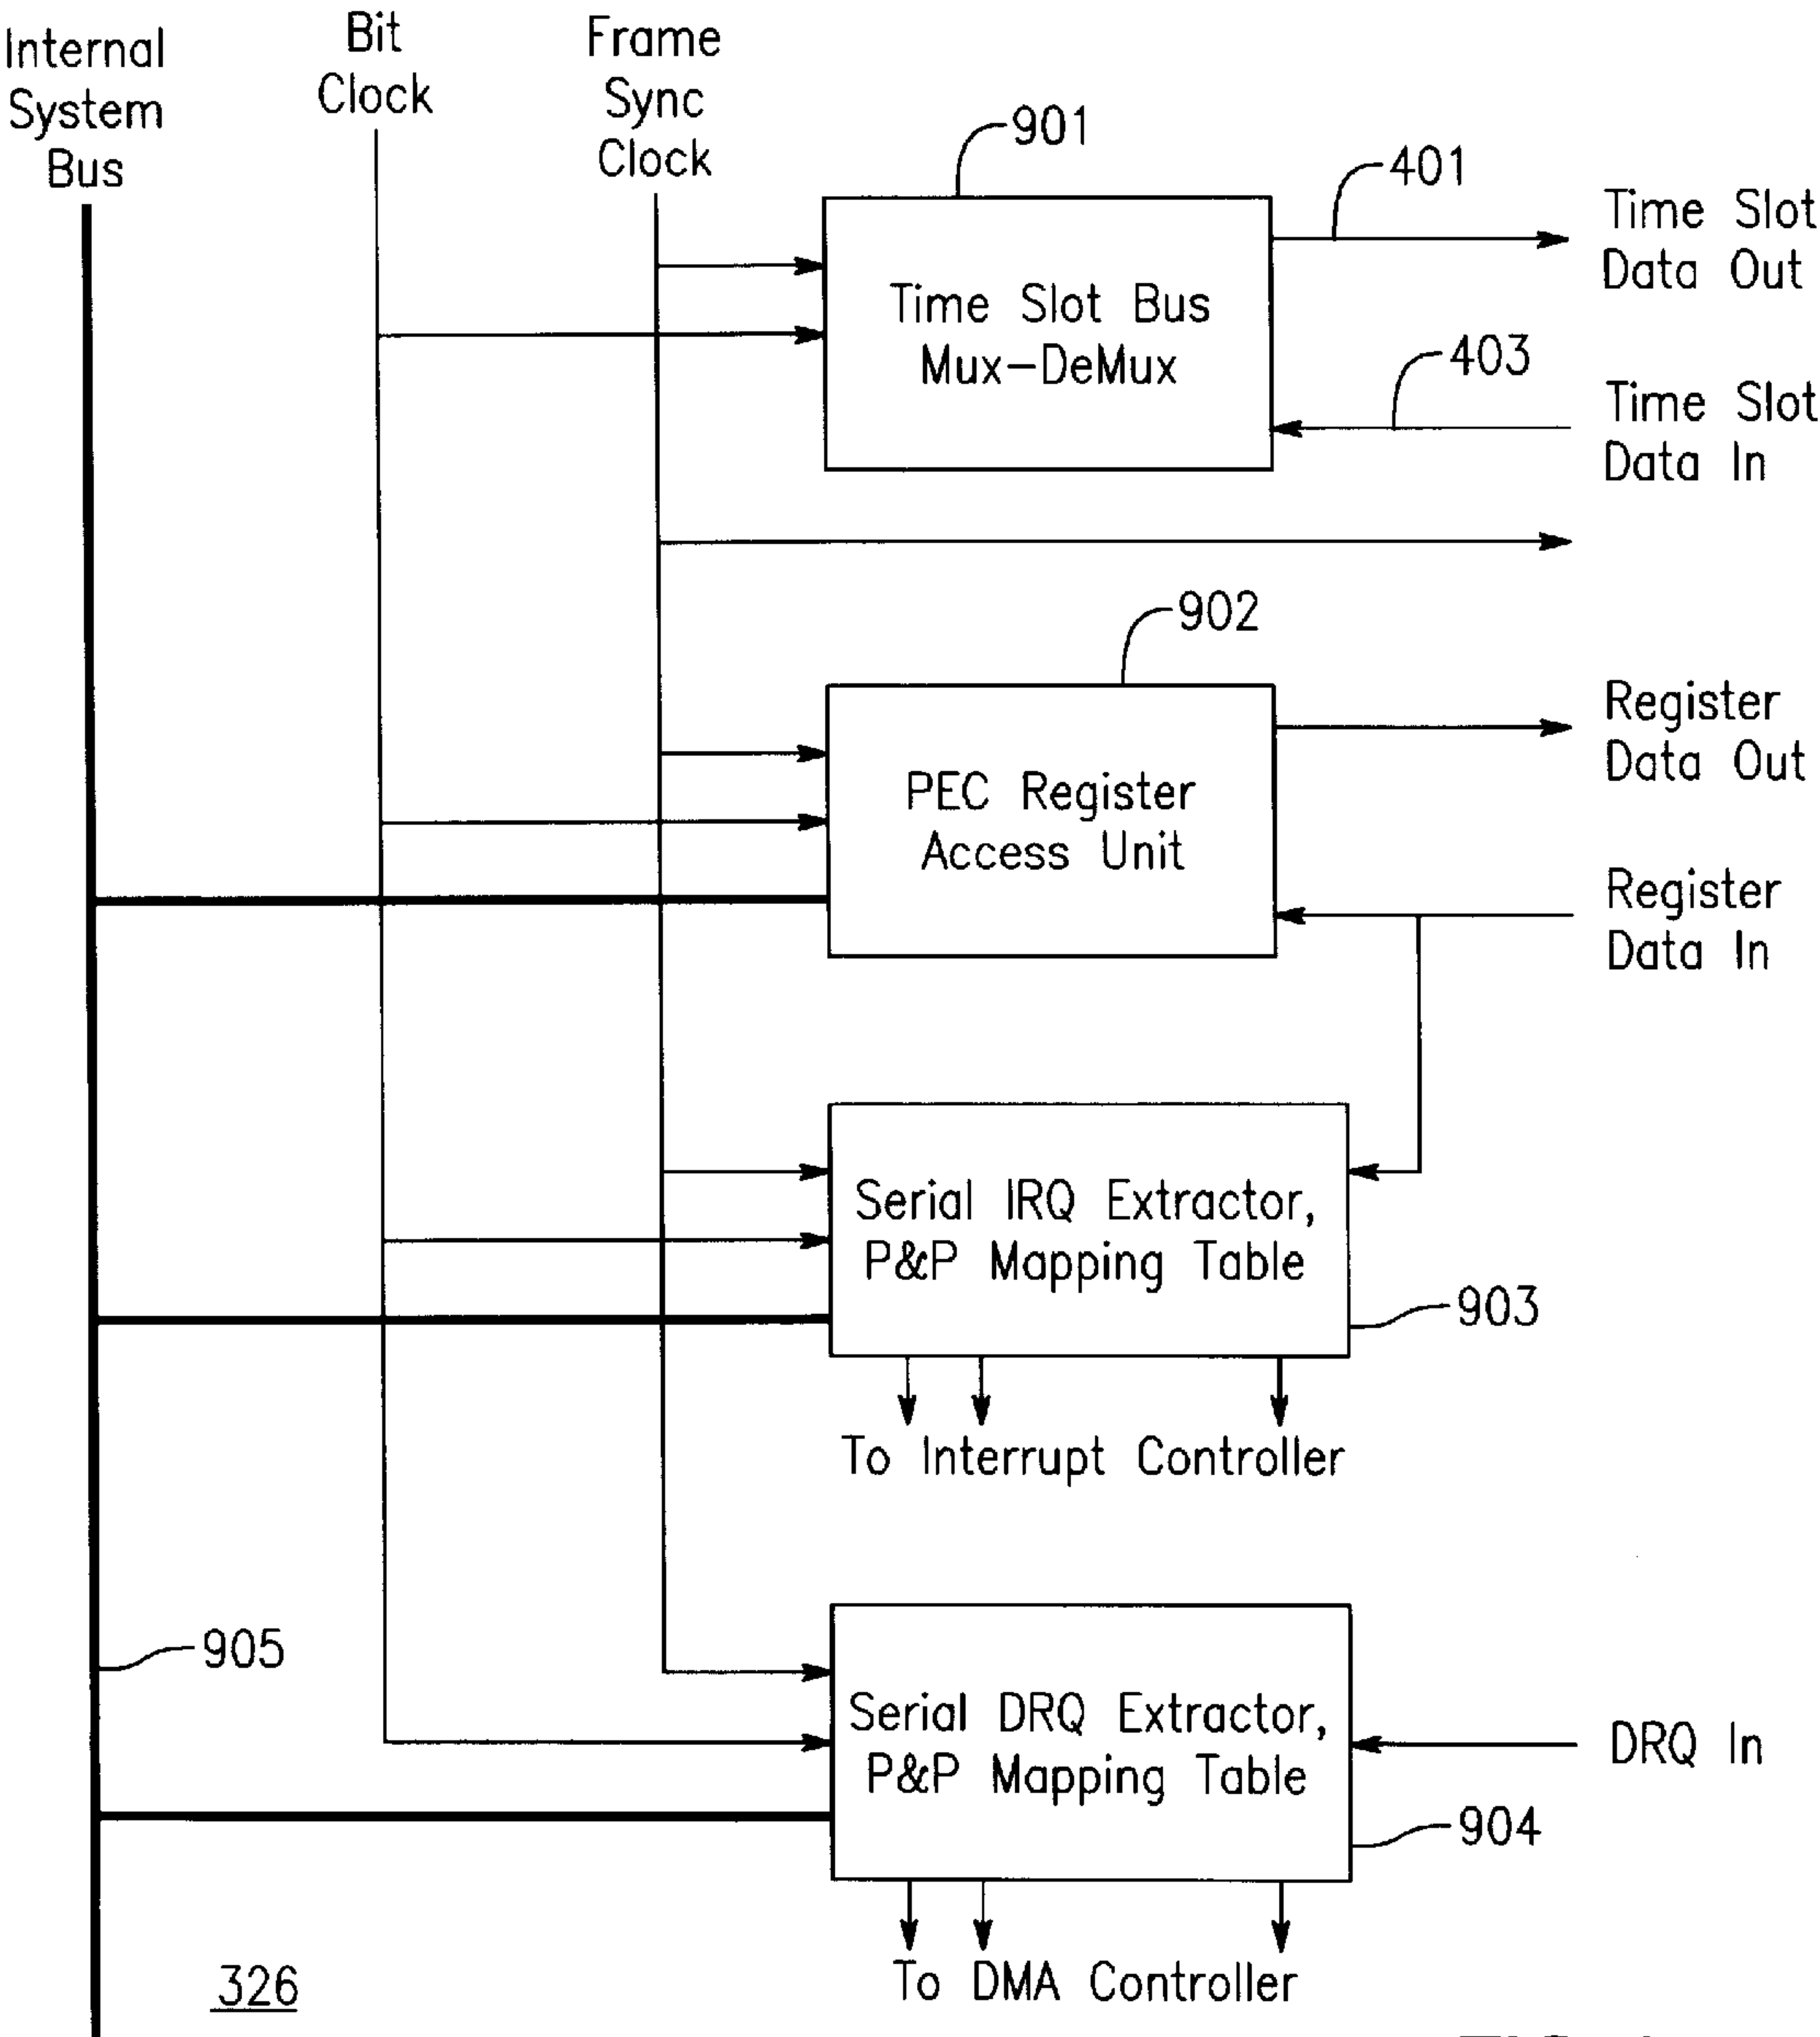 Internal
System
Bus
Bit
Clock
Frame
Sync
Clock
901
401
Time Slot
Data Out
Time Slot Bus
Mux-DeMux
403
Time Slot
Data In
902
Register
Data Out
PEC Register
Access Unit
Register
Data In
Serial IRQ Extractor,
P&P Mapping Table
903
To Interrupt Controller
905
Serial DRQ Extractor,
P&P Mapping Table
DRQ In
904
To DMA Controller
326